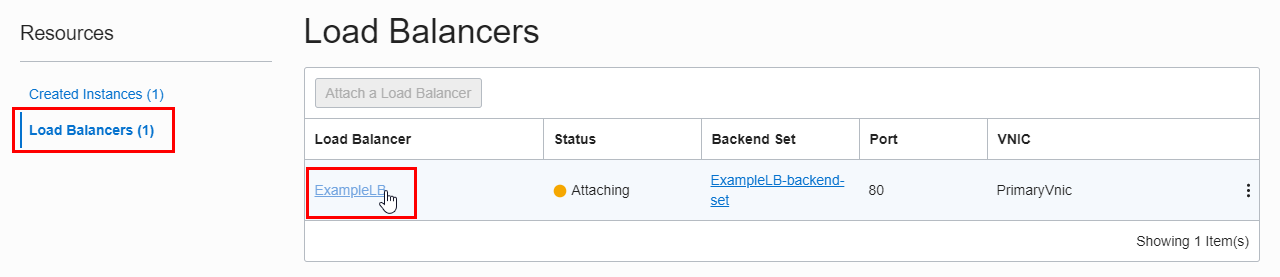 Resources
Created Instances (1)
Load Balancers (1)
Load Balancers
Attach a Load Balancer
Load Balancer Status Backend Set Port VNIC
ExampleLB Attaching ExampleLB-backend-set 80 PrimaryVnic
Showing 1 Item(s)